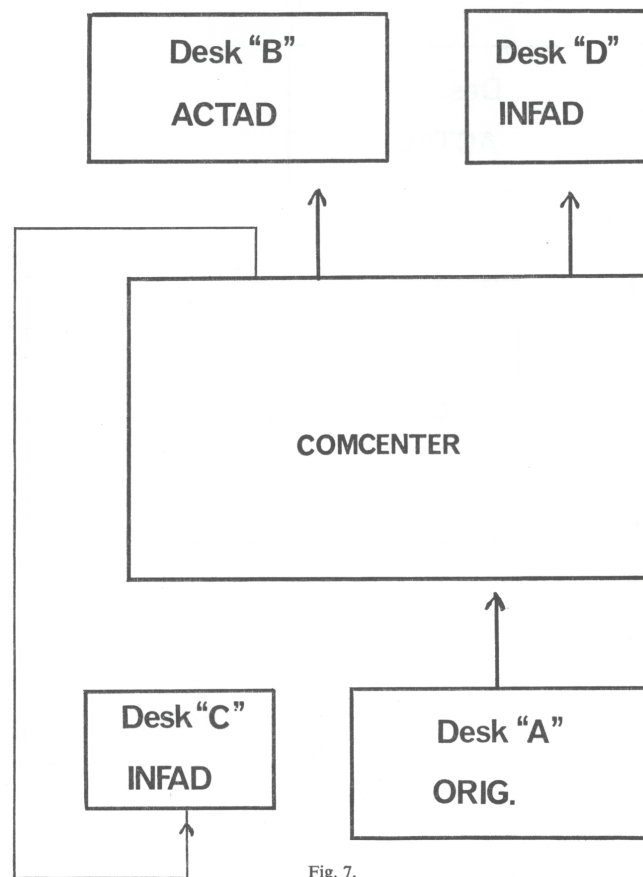 Desk “B”
ACTAD
Desk “D”
INFAD
COMCENTER
Desk “C”
INFAD
Desk “A”
ORIG.
Fig. 7.